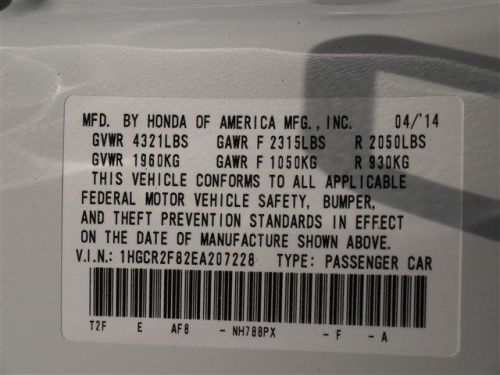 MFD. BY HONDA OF AMERICA MFG., INC. 04/'14
GVWR 4321LBS GAWR F 2315LBS R 2050LBS
GVWR 1960KG GAWR F 1050KG R 930KG
THIS VEHICLE CONFORMS TO ALL APPLICABLE
FEDERAL MOTOR VEHICLE SAFETY, BUMPER,
AND THEFT PREVENTION STANDARDS IN EFFECT
ON THE DATE OF MANUFACTURE SHOWN ABOVE.
V.I.N.: 1HGCR2F82EA207228 TYPE: PASSENGER CAR
T2F E AF8 - NH788PX - F - A